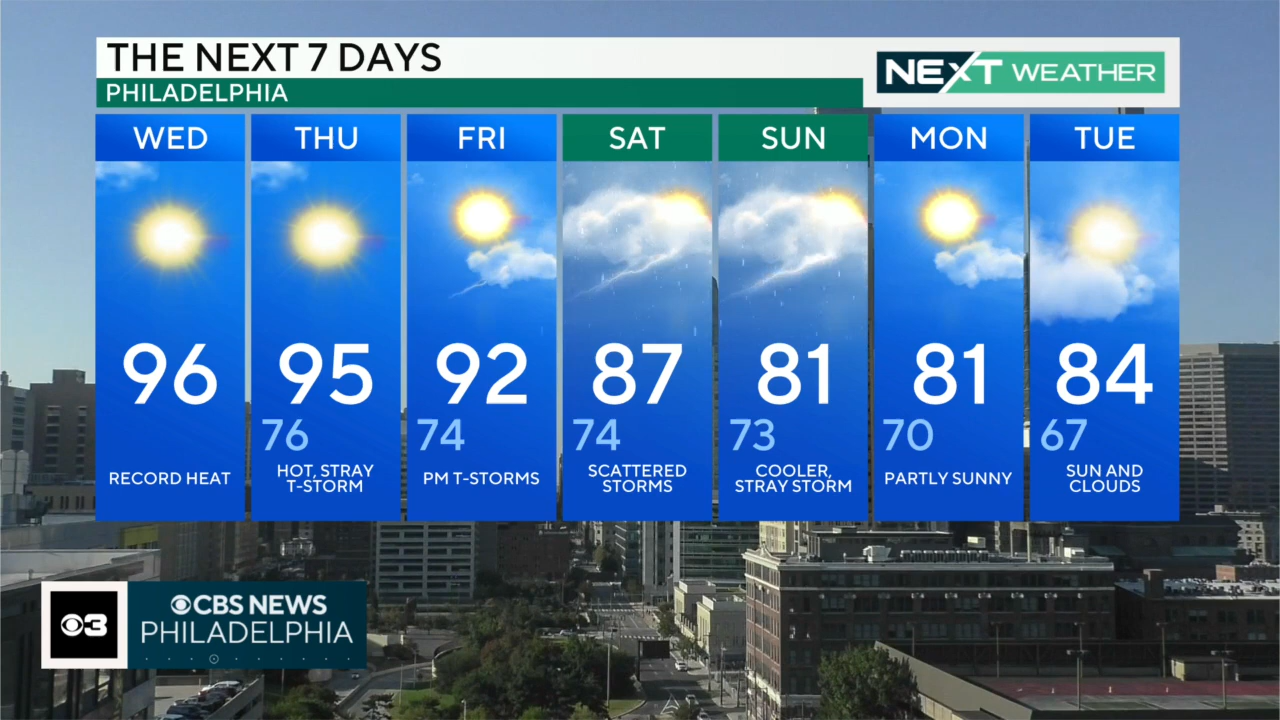 THE NEXT 7 DAYS
NEXT WEATHER
PHILADELPHIA
WED THU FRI SAT SUN MON TUE
96 95 92 87 81 81 84
76 74 74 73 70 67
RECORD HEAT
HOT, STRAY
T-STORM
PM T-STORMS
SCATTERED
STORMS
COOLER,
STRAY STORM
PARTLY SUNNY
SUN AND
CLOUDS
3
CBS NEWS
PHILADELPHIA